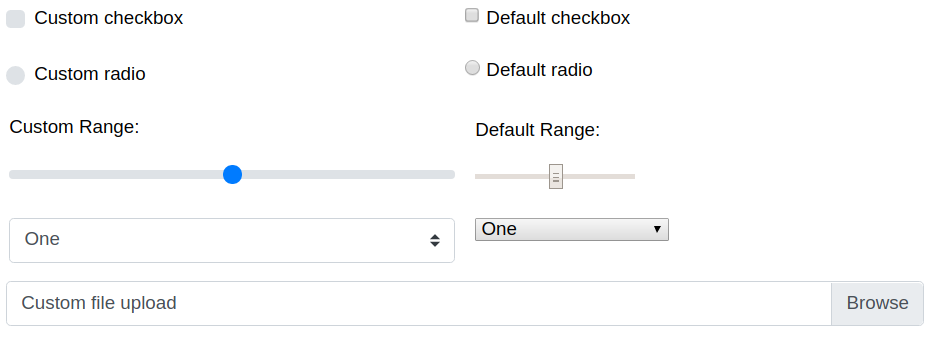 Custom checkbox
Default checkbox
Custom radio
Default radio
Custom Range:
Default Range:
One
One
Custom file upload
Browse